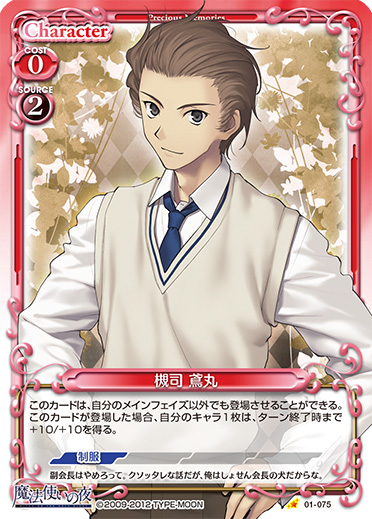 Precious Memories
Character
COST
0
SOURCE
2
槻司 鳶丸
このカードは、自分のメインフェイズ以外でも登場させることができる。
このカードが登場した場合、自分のキャラ1枚は、ターン終了時まで
+10/+10を得る。
制服
副会長はやめろって、クソッタレな話だが、俺はしょせん会長の犬だからな。
魔法使いの夜
©2009-2012 TYPE-MOON
01-075